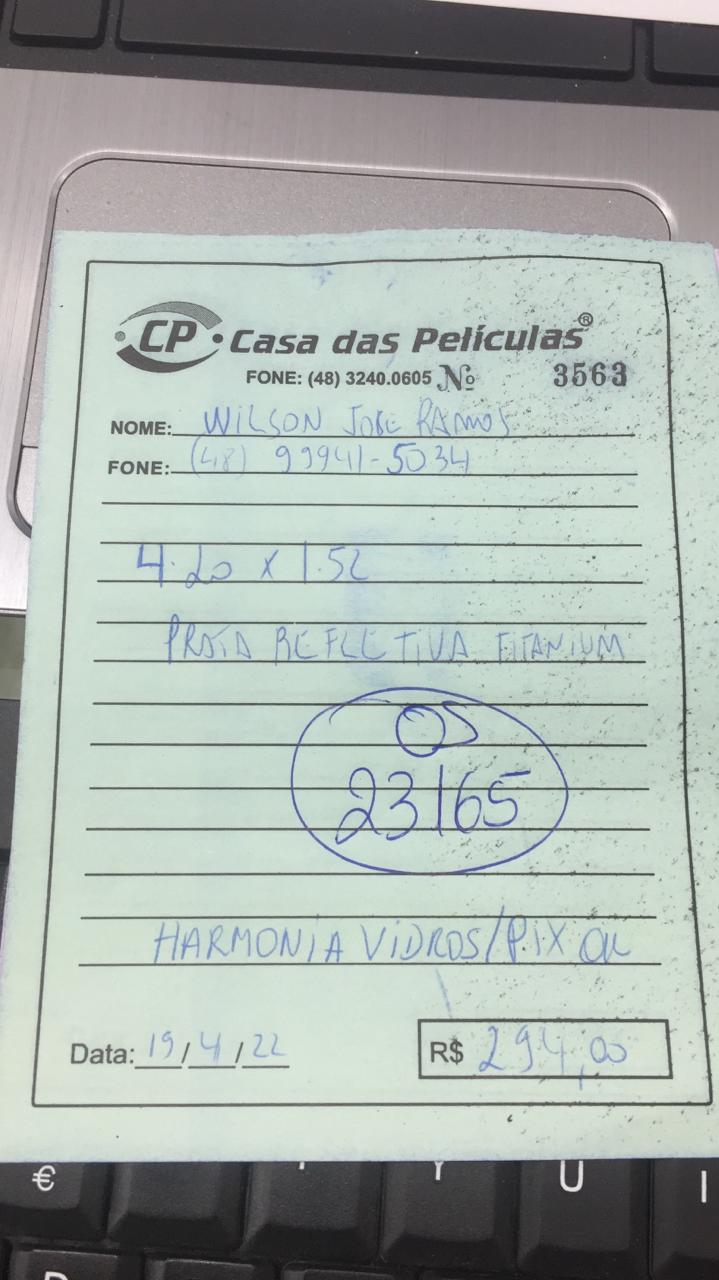 CP Casa das Películas®
FONE: (48) 3240.0605 Nº 3563
NOME: WILSON JOSE RAMOS
FONE: (48) 99941-5034
4.20 x 1.52
PRATA REFLETIVA TITANIUM
OS
23165
HARMONIA VIDROS/PIX OK
Data: 19/4/22 R$ 294,00
€ Y U I